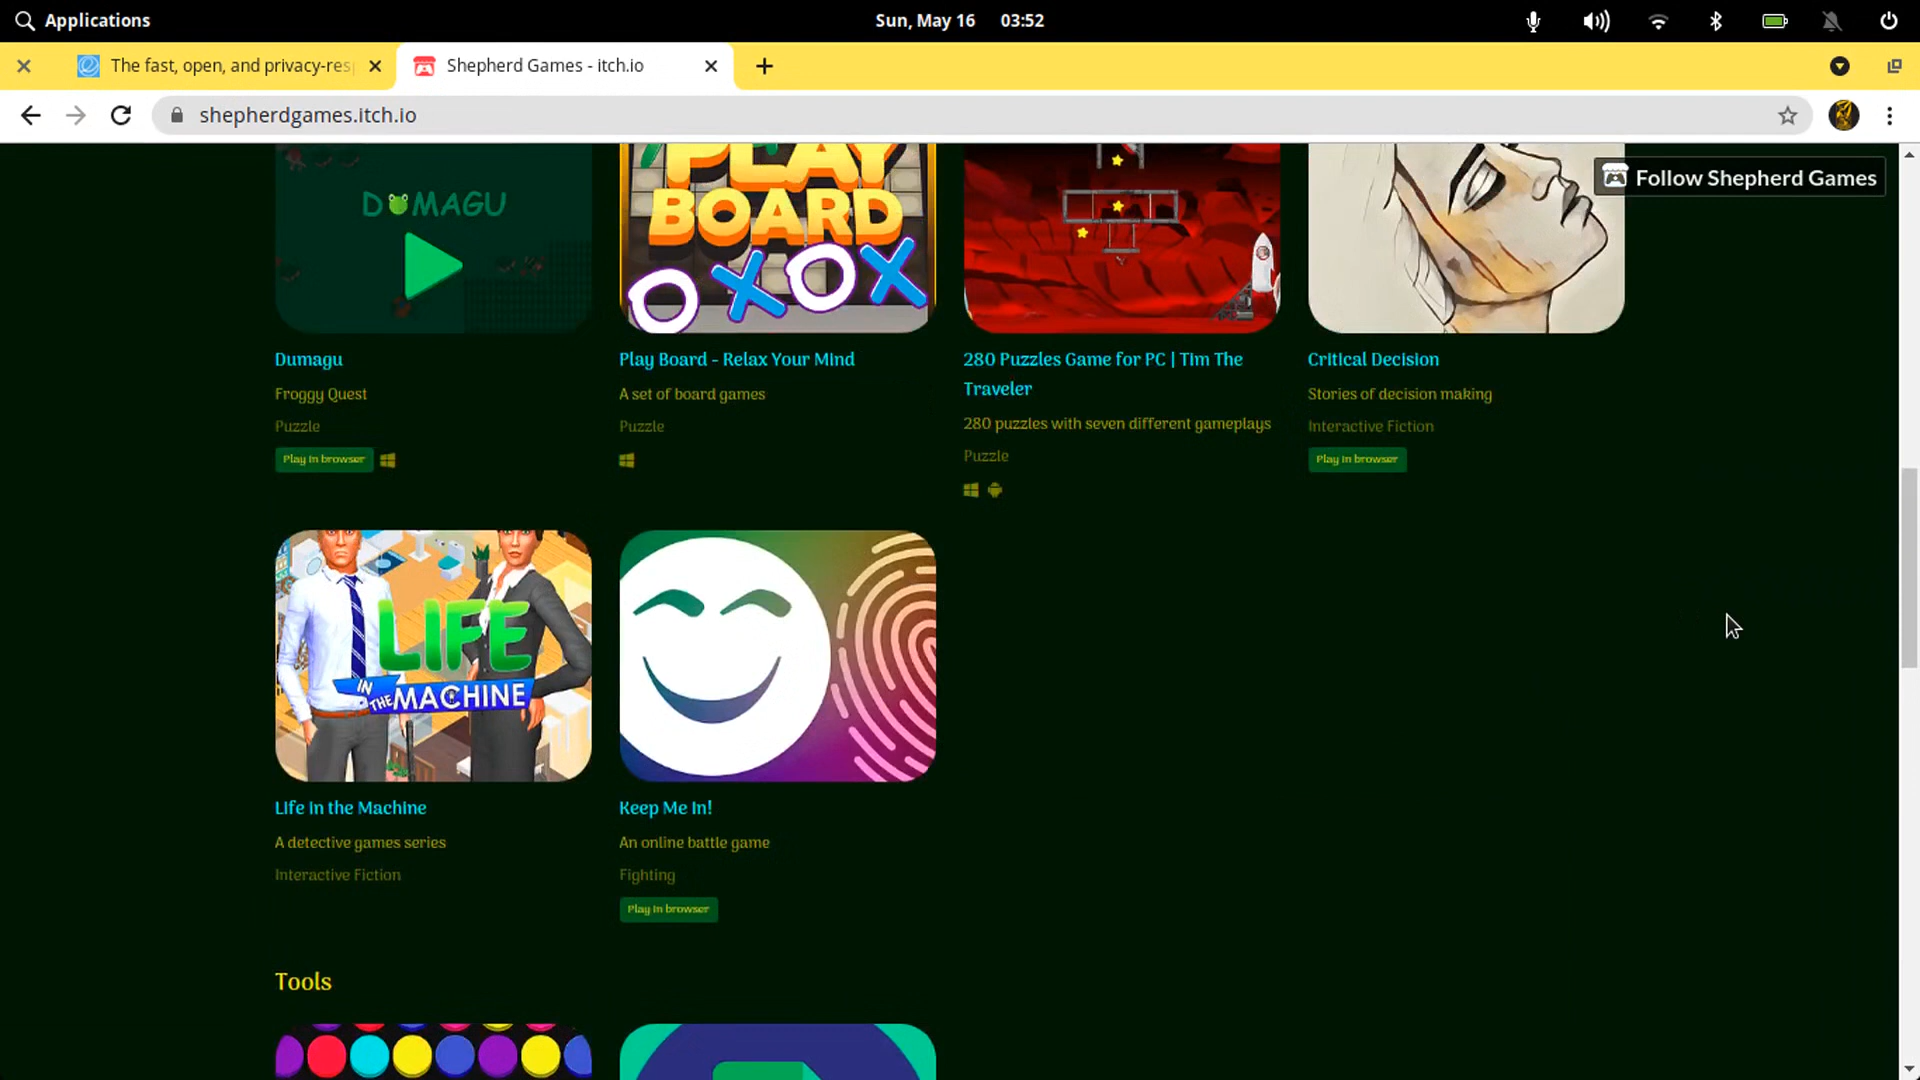 Applications
Sun, May 16 03:52
The fast, open, and privacy-res
Shepherd Games - itch.io
shepherdgames.itch.io
Follow Shepherd Games
DUMAGU
PLAY
BOARD
OXOX
Dumagu
Froggy Quest
Puzzle
Play in browser
Play Board - Relax Your Mind
A set of board games
Puzzle
280 Puzzles Game for PC | Tim The
Traveler
280 puzzles with seven different gameplays
Puzzle
Critical Decision
Stories of decision making
Interactive Fiction
Play in browser
LIFE
IN THE MACHINE
Life in the Machine
A detective games series
Interactive Fiction
Keep Me In!
An online battle game
Fighting
Play in browser
Tools